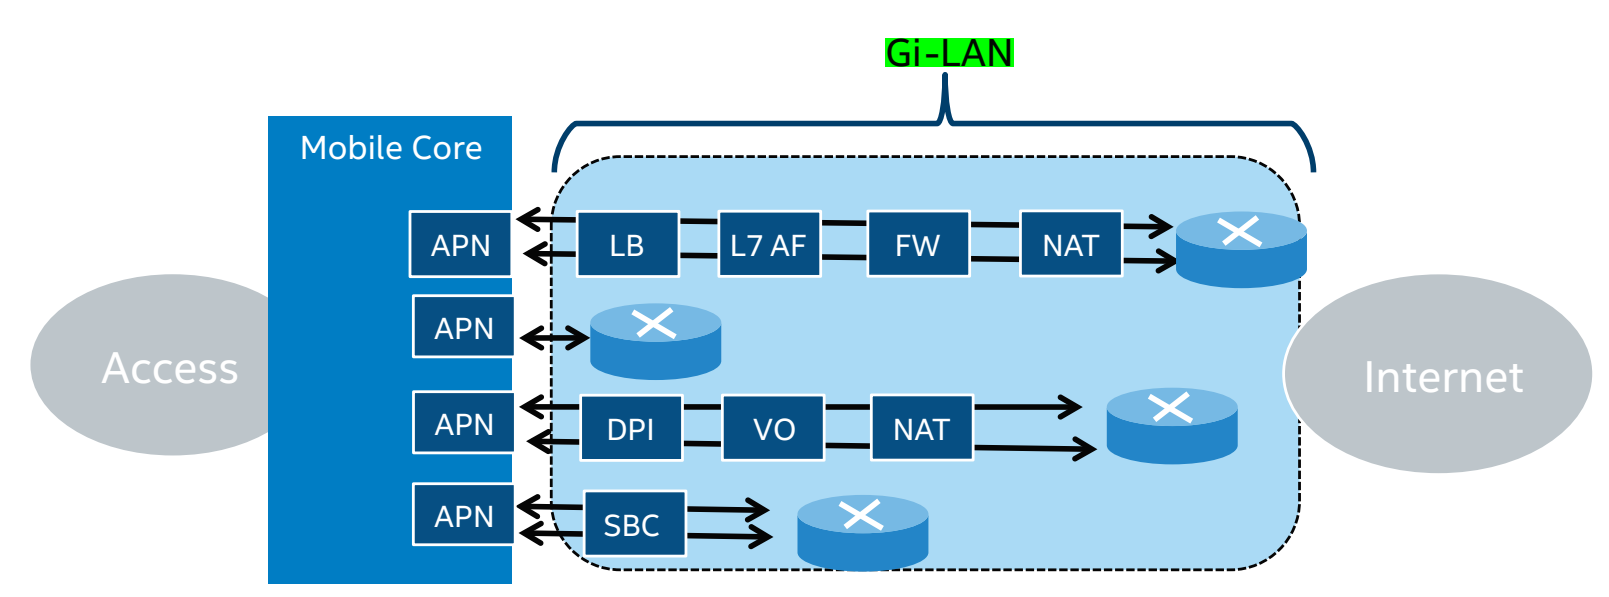 Gi-LAN
Mobile Core
APN
LB
L7 AF
FW
NAT
APN
Access
Internet
APN
DPI
VO
NAT
APN
SBC